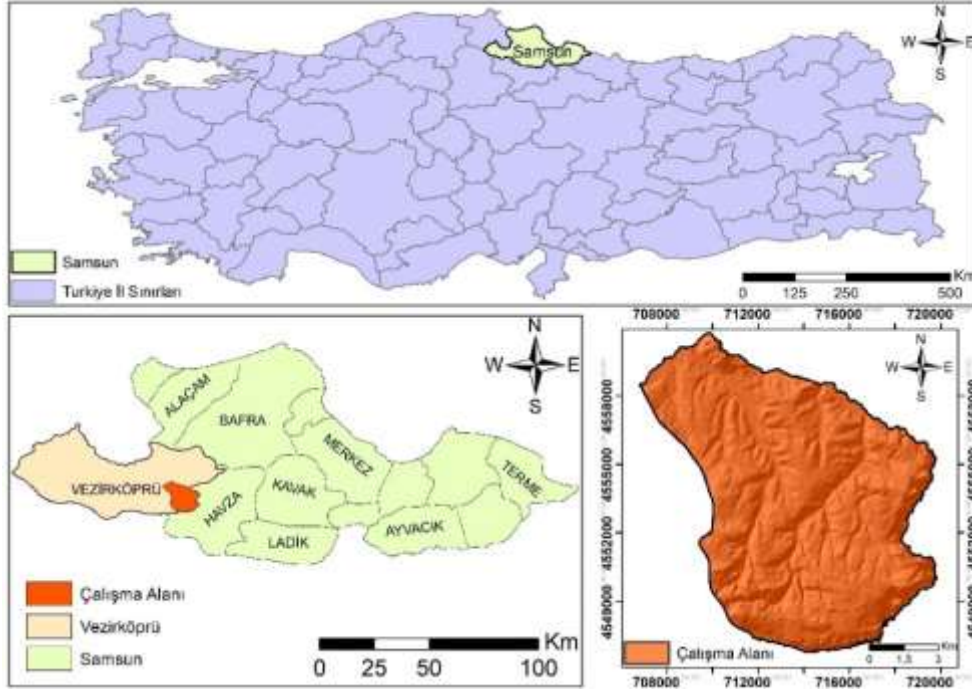 N
W E
S
Samsun
Samsun
Türkiye İl Sınırları
Km
0 125 250 500
N
W E
S
ALAÇAM
BAFRA
MERKEZ
VEZİRKÖPRÜ
HAVZA
KAVAK
TERME
LADİK
AYVACIK
Çalışma Alanı
Vezirköprü
Samsun
Km
0 25 50 100
708000 712000 716000 720000
N
W E
S
4558000
4555000
4552000
4549000
Çalışma Alanı
Km
0 1,5 3
708000 712000 716000 720000